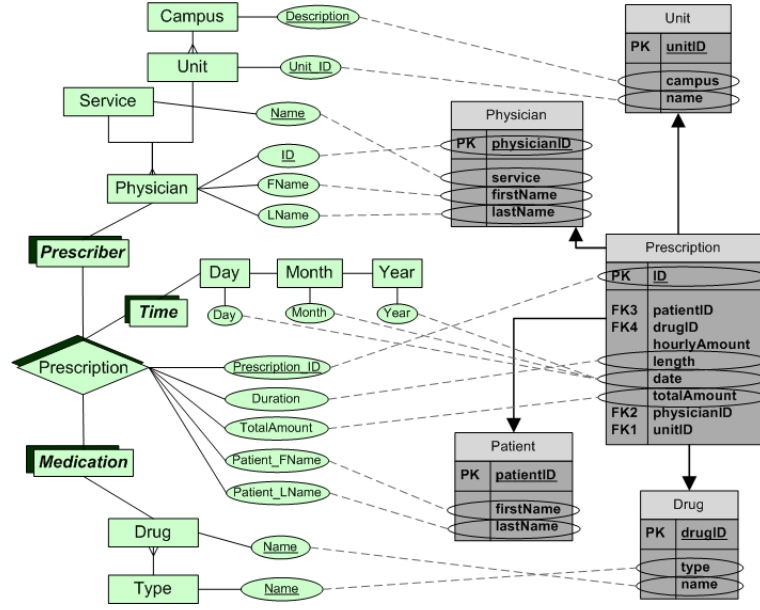 Campus
Description
Unit
Unit_ID
Service
Name
Physician
ID
FName
LName
Prescriber
Time
Day
Month
Year
Day
Month
Year
Prescription
Prescription_ID
Duration
TotalAmount
Patient_FName
Patient_LName
Medication
Drug
Name
Type
Name
Unit
PK unitID
campus
name
Physician
PK physicianID
service
firstName
lastName
Prescription
PK ID
FK3 patientID
FK4 drugID
hourlyAmount
length
date
totalAmount
FK2 physicianID
FK1 unitID
Patient
PK patientID
firstName
lastName
Drug
PK drugID
type
name